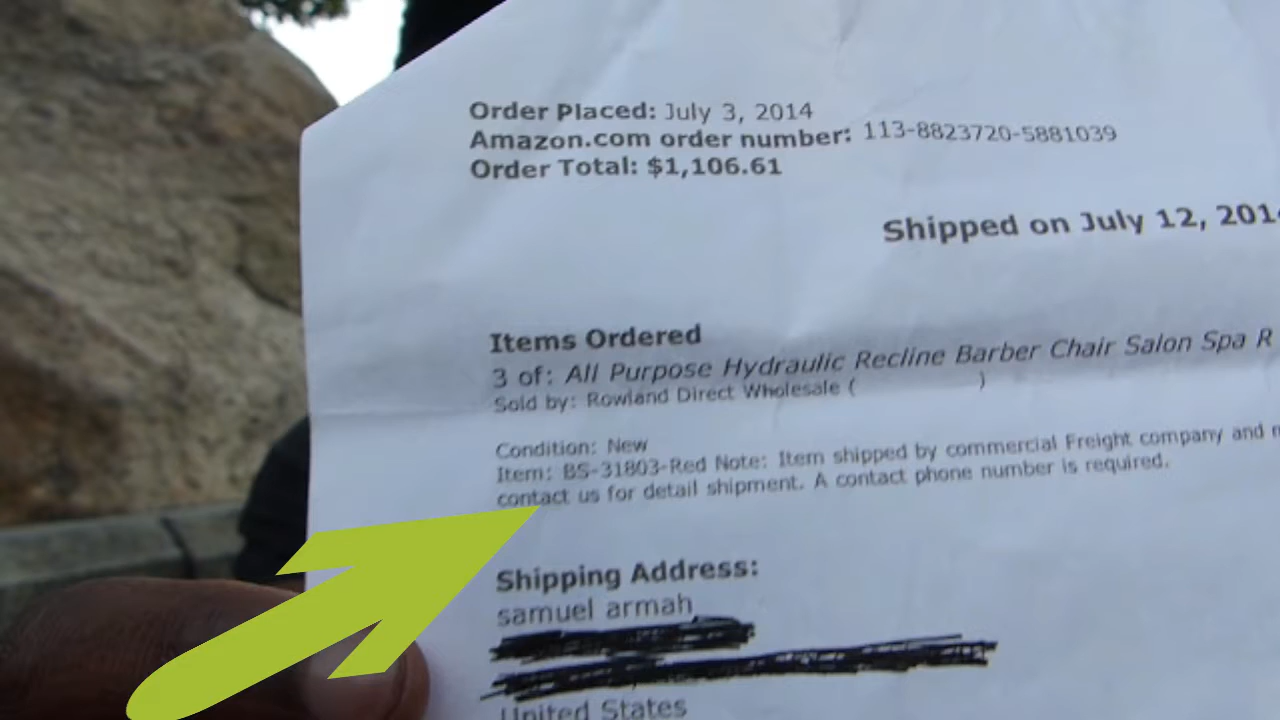 Order Placed: July 3, 2014
Amazon.com order number: 113-8823720-5881039
Order Total: $1,106.61
Shipped on July 12, 201
Items Ordered
3 of: All Purpose Hydraulic Recline Barber Chair Salon Spa R
Sold by: Rowland Direct Wholesale ( )
Condition: New
Item: BS-31803-Red Note: Item shipped by commercial Freight company and
contact us for detail shipment. A contact phone number is required.
Shipping Address:
samuel armah
United States